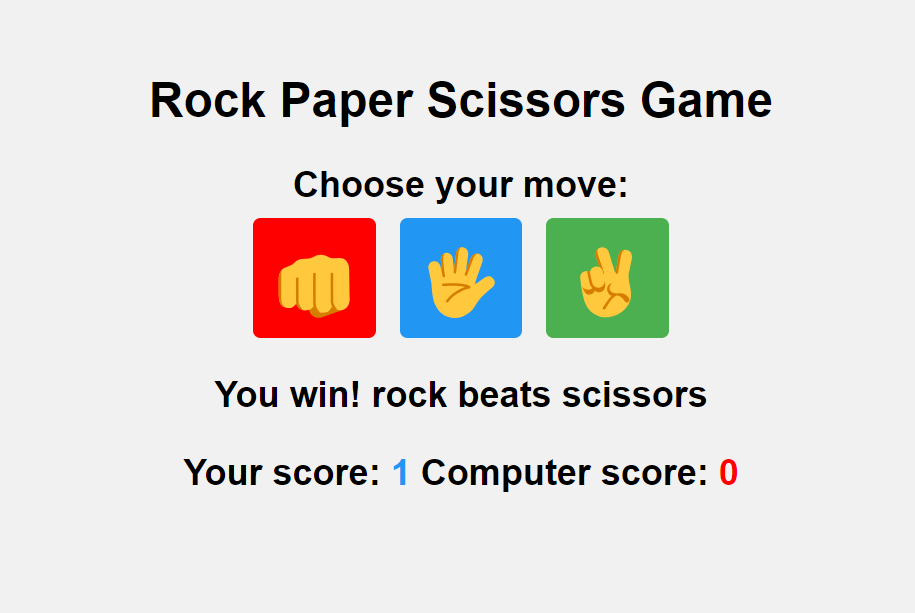 Rock Paper Scissors Game
Choose your move:
You win! rock beats scissors
Your score: 1 Computer score: 0